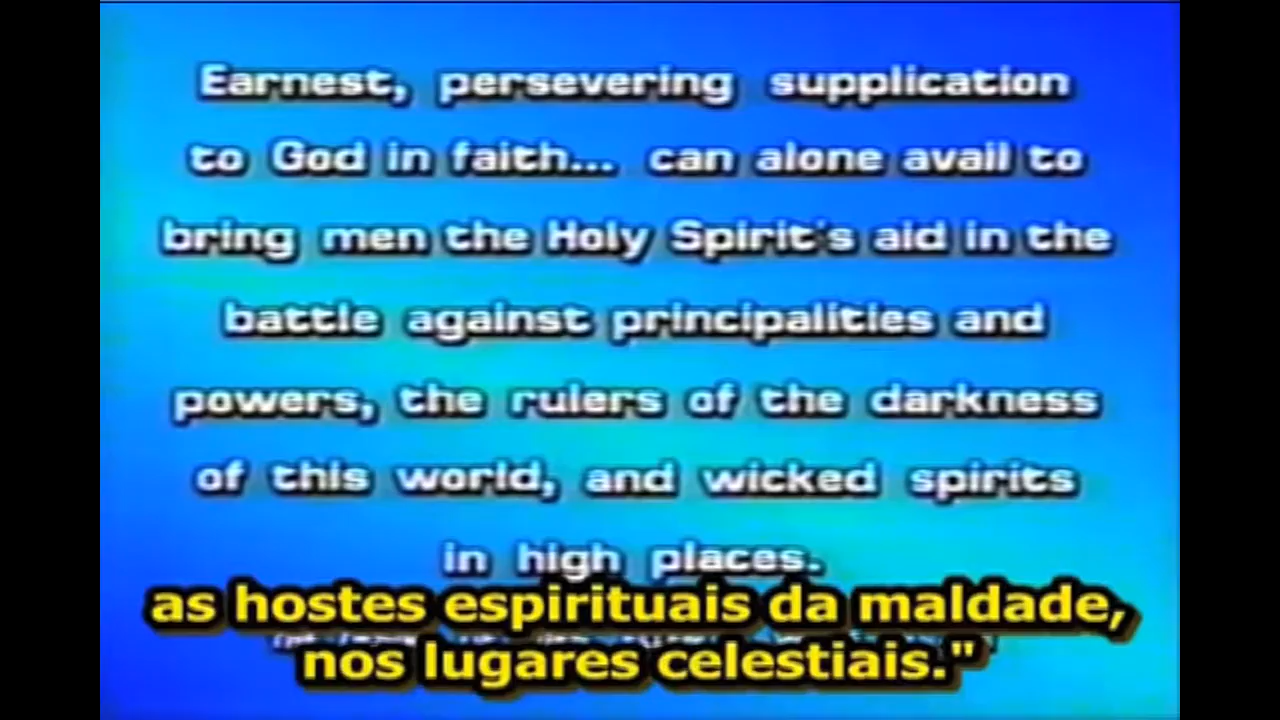 Earnest, persevering supplication
to God in faith... can alone avail to
bring men the Holy Spirit's aid in the
battle against principalities and
powers, the rulers of the darkness
of this world, and wicked spirits
in high places.
as hostes espirituais da maldade,
nos lugares celestiais."